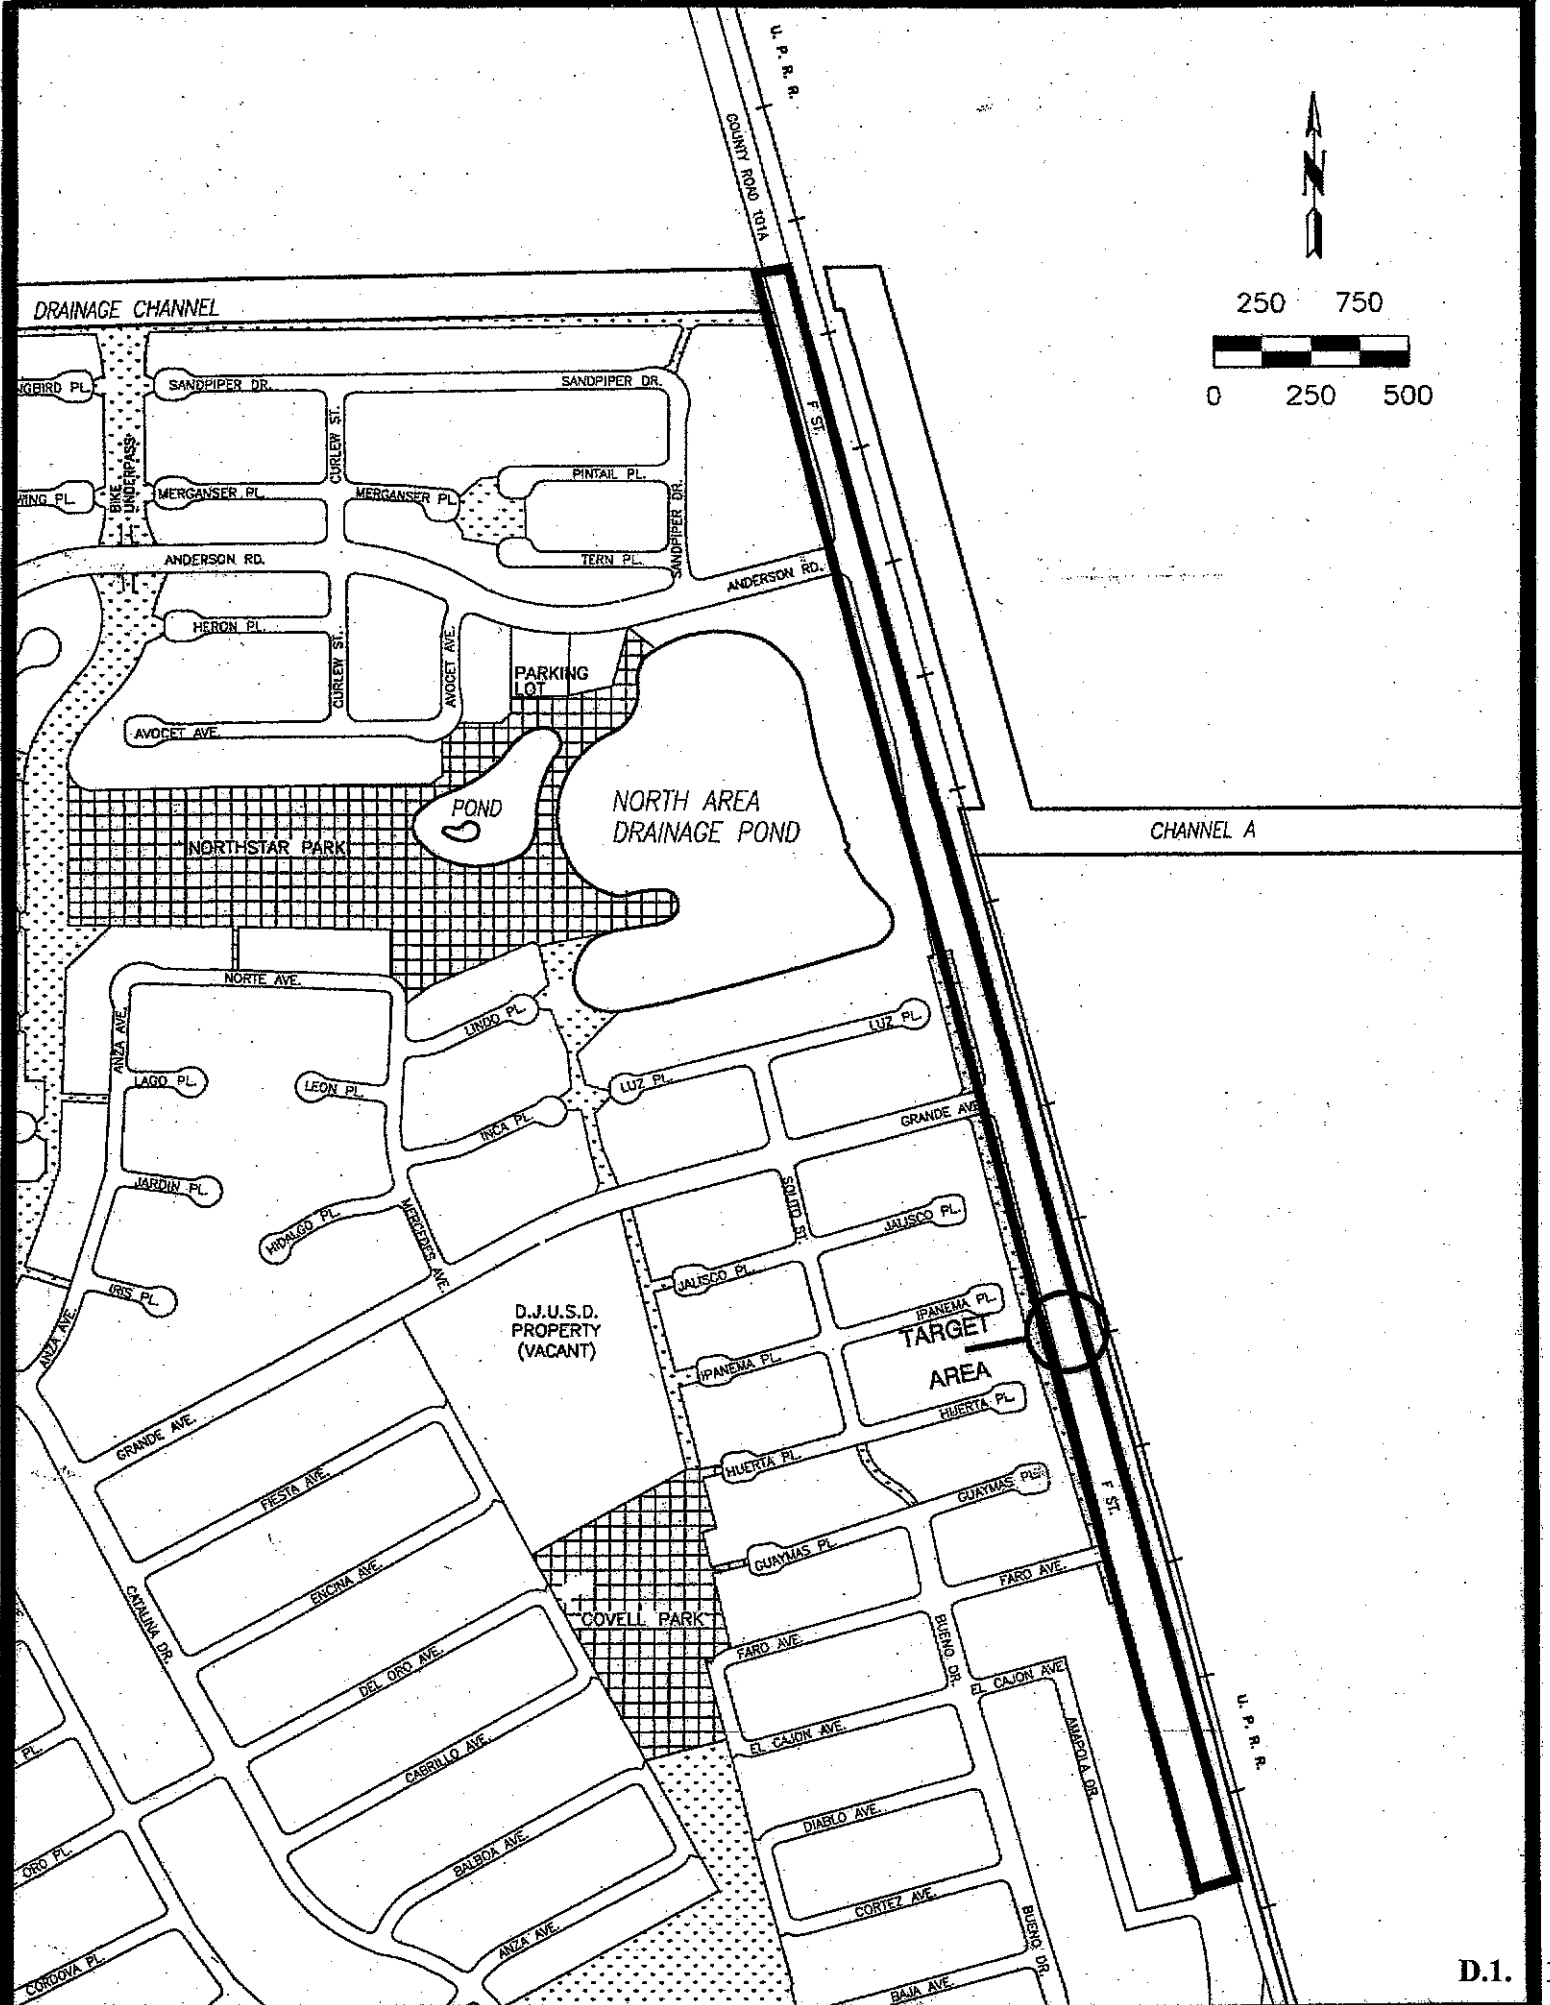 U. P. R. R.
COUNTY ROAD 101A
N
250 750
0 250 500
DRAINAGE CHANNEL
GBIRD PL.
SANDPIPER DR.
SANDPIPER DR.
CURLEW ST.
F ST.
BIKE
UNDERPASS
PINTAIL PL.
WING PL.
MERGANSER PL.
MERGANSER PL.
SANDPIPER DR.
ANDERSON RD.
TERN PL.
ANDERSON RD.
HERON PL.
CURLEW ST.
AVOCET AVE.
PARKING
LOT
AVOCET AVE.
POND
NORTH AREA
DRAINAGE POND
CHANNEL A
NORTHSTAR PARK
NORTE AVE.
ANZA AVE.
LINDO PL.
LUZ PL.
LAGO PL.
LEON PL.
LUZ PL.
INCA PL.
GRANDE AVE.
JARDIN PL.
MERCEDES AVE.
SOLITO ST.
HIDALGO PL.
JALISCO PL.
JALISCO PL.
IRIS PL.
ANZA AVE.
D.J.U.S.D.
PROPERTY
(VACANT)
IPANEMA PL.
TARGET
AREA
IPANEMA PL.
HUERTA PL.
GRANDE AVE.
HUERTA PL.
FIESTA AVE.
GUAYMAS PL.
F ST.
GUAYMAS PL.
ENCINA AVE.
FARO AVE.
CATALINA DR.
COVELL PARK
FARO AVE.
BUENO DR.
DEL ORO AVE.
EL CAJON AVE.
EL CAJON AVE.
AMAPOLA DR.
U. P. R. R.
PL.
CABRILLO AVE.
DIABLO AVE.
BALBOA AVE.
ORO PL.
CORTEZ AVE.
ANZA AVE.
BUENO DR.
CORDOVA PL.
BAJA AVE.
D.1.